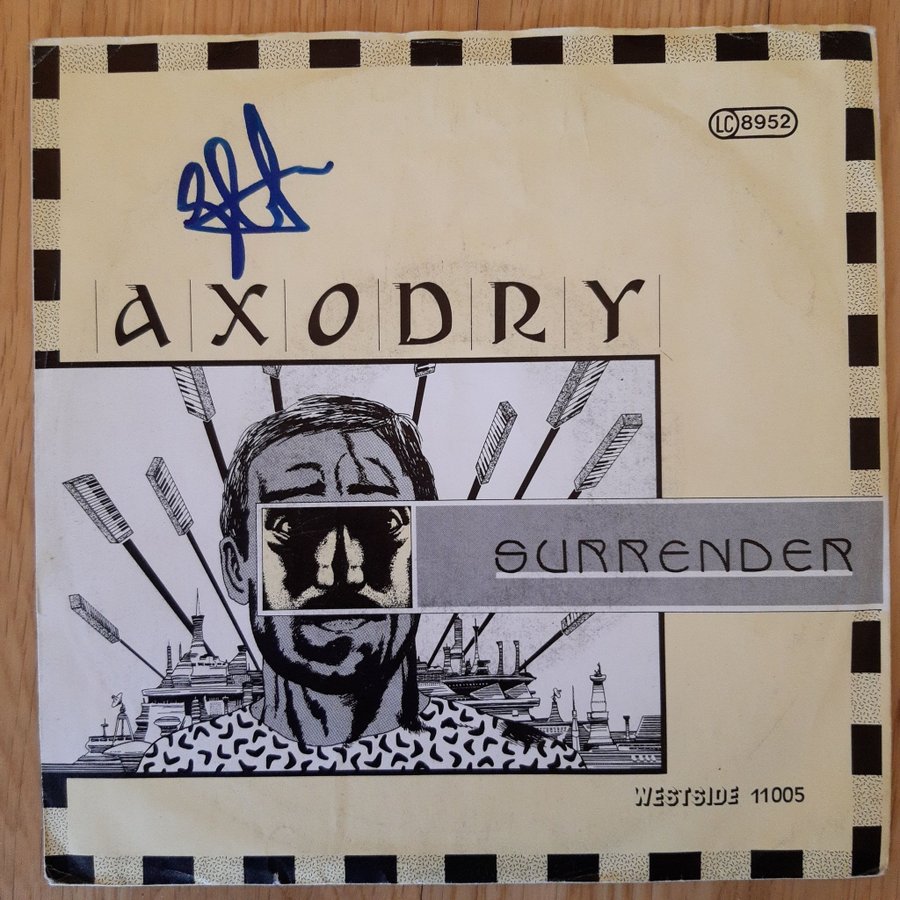 LC 8952
AXODRY
SURRENDER
WESTSIDE 11005